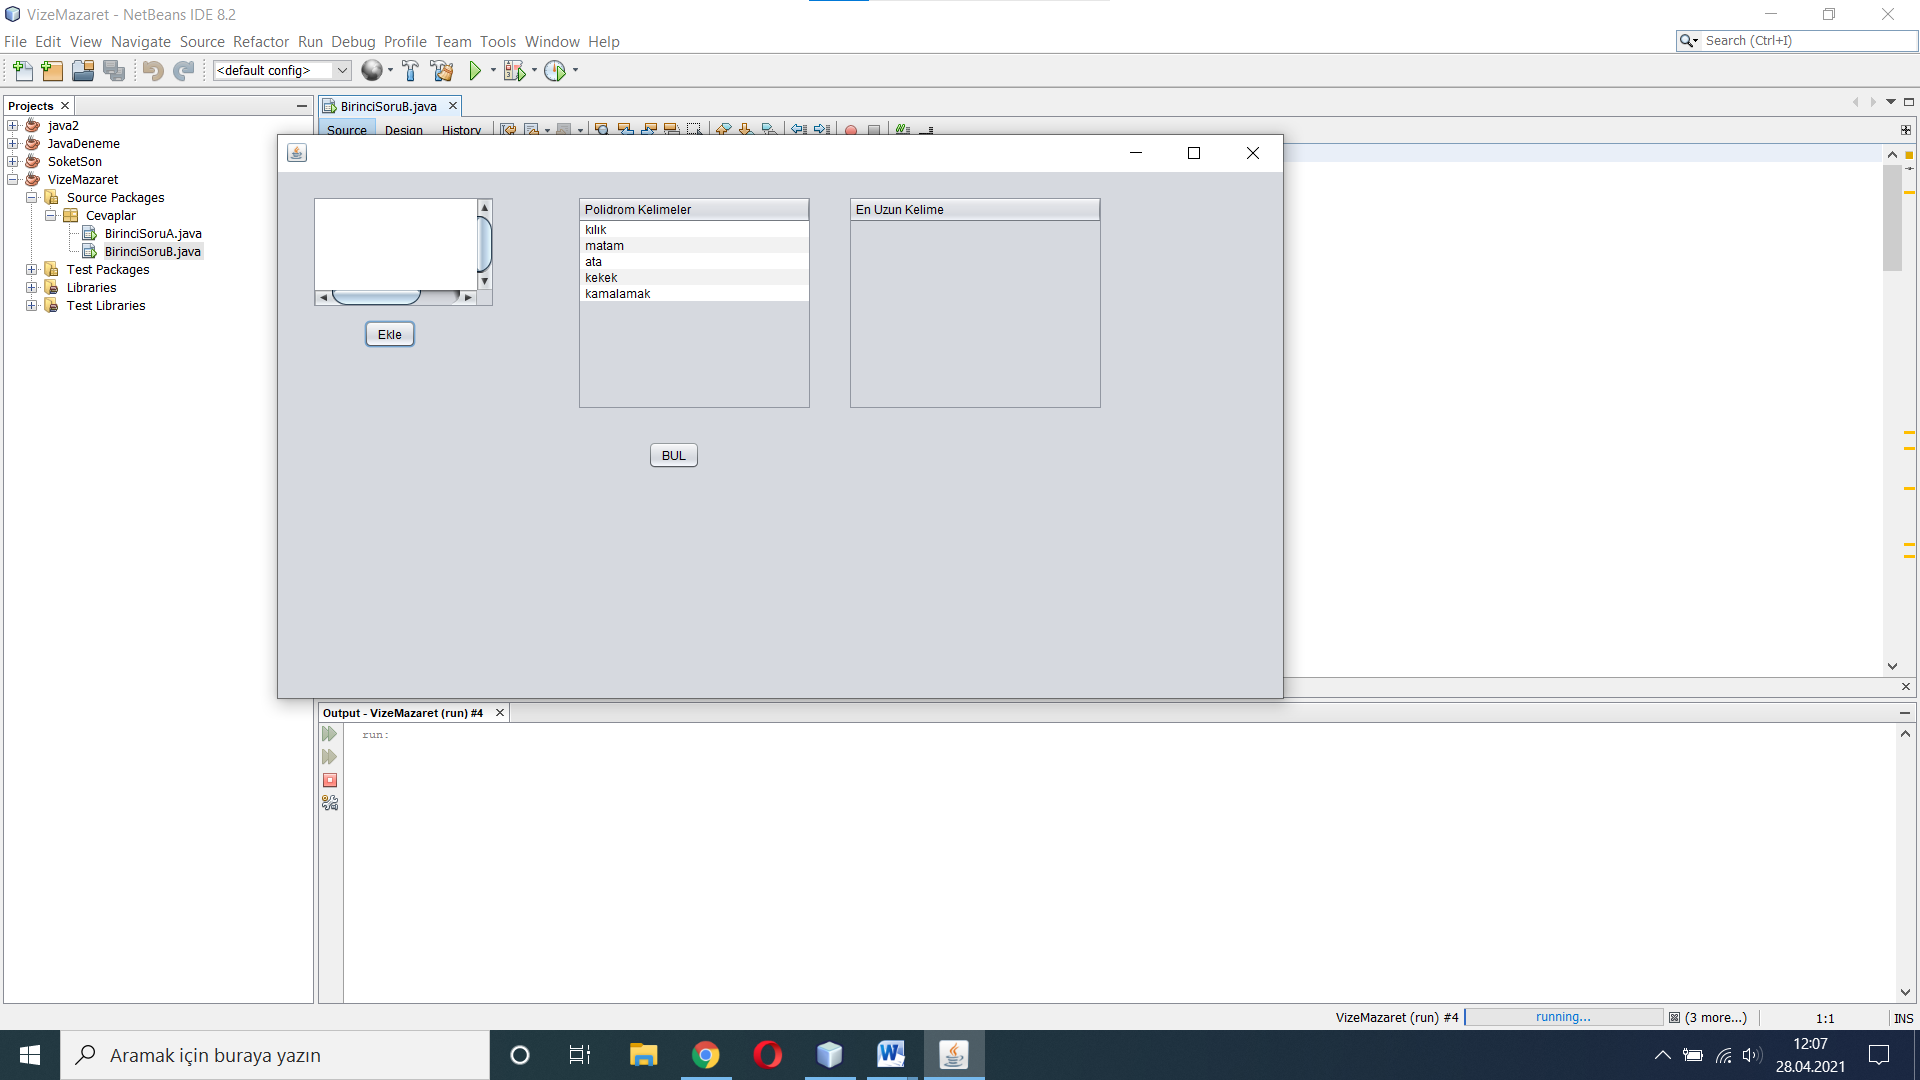 VizeMazaret - NetBeans IDE 8.2
File Edit View Navigate Source Refactor Run Debug Profile Team Tools Window Help
Search (Ctrl+I)
<default config>
Projects
BirinciSoruB.java
java2
JavaDeneme
SoketSon
VizeMazaret
Source Packages
Cevaplar
BirinciSoruA.java
BirinciSoruB.java
Test Packages
Libraries
Test Libraries
Source Design History
Polidrom Kelimeler
kılık
matam
ata
kekek
kamalamak
En Uzun Kelime
Ekle
BUL
Output - VizeMazaret (run) #4
run:
VizeMazaret (run) #4
running...
(3 more...)
1:1
INS
Aramak için buraya yazın
12:07
28.04.2021